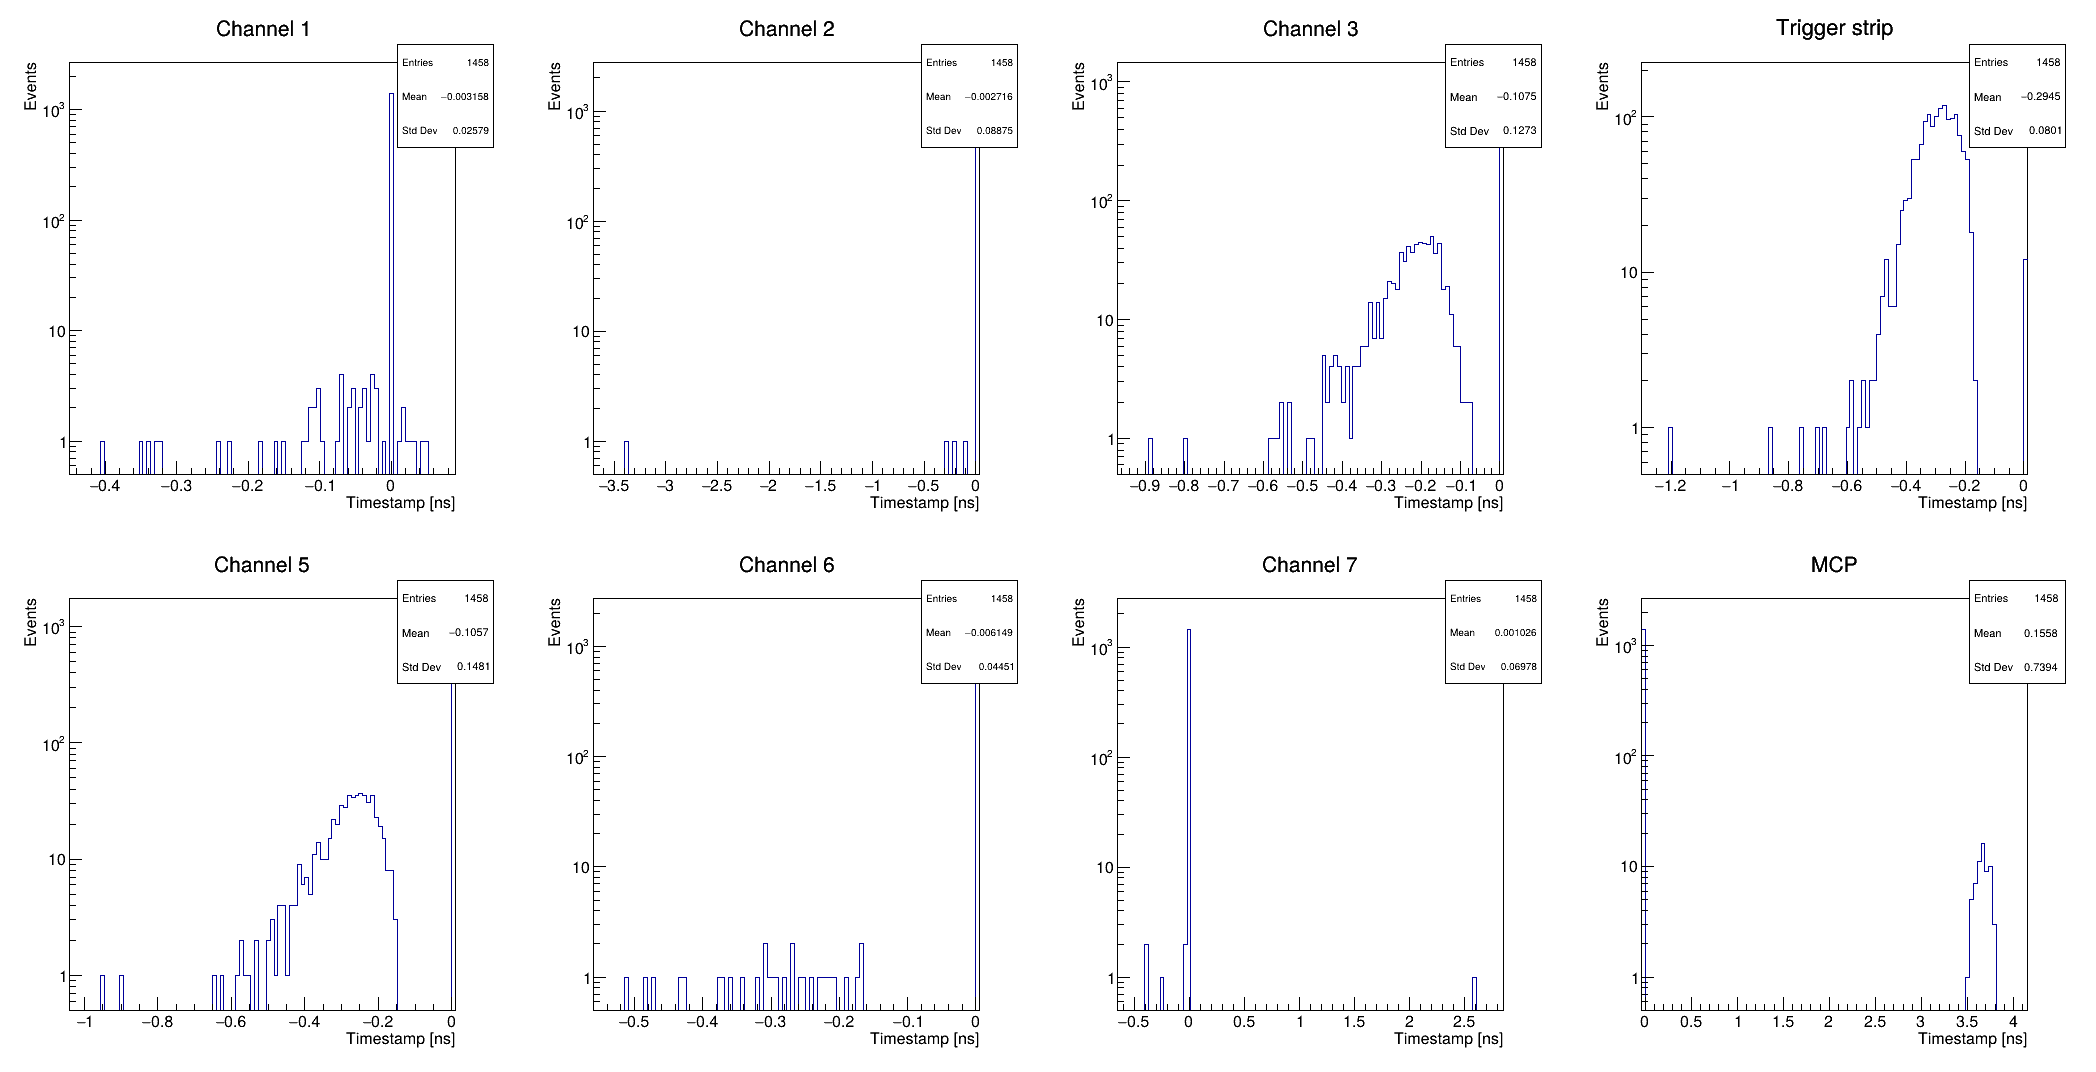 Channel 1
Events
Entries 1458
Mean −0.003158
Std Dev 0.02579
10³
10²
10
1
−0.4 −0.3 −0.2 −0.1 0
Timestamp [ns]
Channel 2
Events
Entries 1458
Mean −0.002716
Std Dev 0.08875
10³
10²
10
1
−3.5 −3 −2.5 −2 −1.5 −1 −0.5 0
Timestamp [ns]
Channel 3
Events
Entries 1458
Mean −0.1075
Std Dev 0.1273
10³
10²
10
1
−0.9 −0.8 −0.7 −0.6 −0.5 −0.4 −0.3 −0.2 −0.1 0
Timestamp [ns]
Trigger strip
Events
Entries 1458
Mean −0.2945
Std Dev 0.0801
10²
10
1
−1.2 −1 −0.8 −0.6 −0.4 −0.2 0
Timestamp [ns]
Channel 5
Events
Entries 1458
Mean −0.1057
Std Dev 0.1481
10³
10²
10
1
−1 −0.8 −0.6 −0.4 −0.2 0
Timestamp [ns]
Channel 6
Events
Entries 1458
Mean −0.006149
Std Dev 0.04451
10³
10²
10
1
−0.5 −0.4 −0.3 −0.2 −0.1 0
Timestamp [ns]
Channel 7
Events
Entries 1458
Mean 0.001026
Std Dev 0.06978
10³
10²
10
1
−0.5 0 0.5 1 1.5 2 2.5
Timestamp [ns]
MCP
Events
Entries 1458
Mean 0.1558
Std Dev 0.7394
10³
10²
10
1
0 0.5 1 1.5 2 2.5 3 3.5 4
Timestamp [ns]